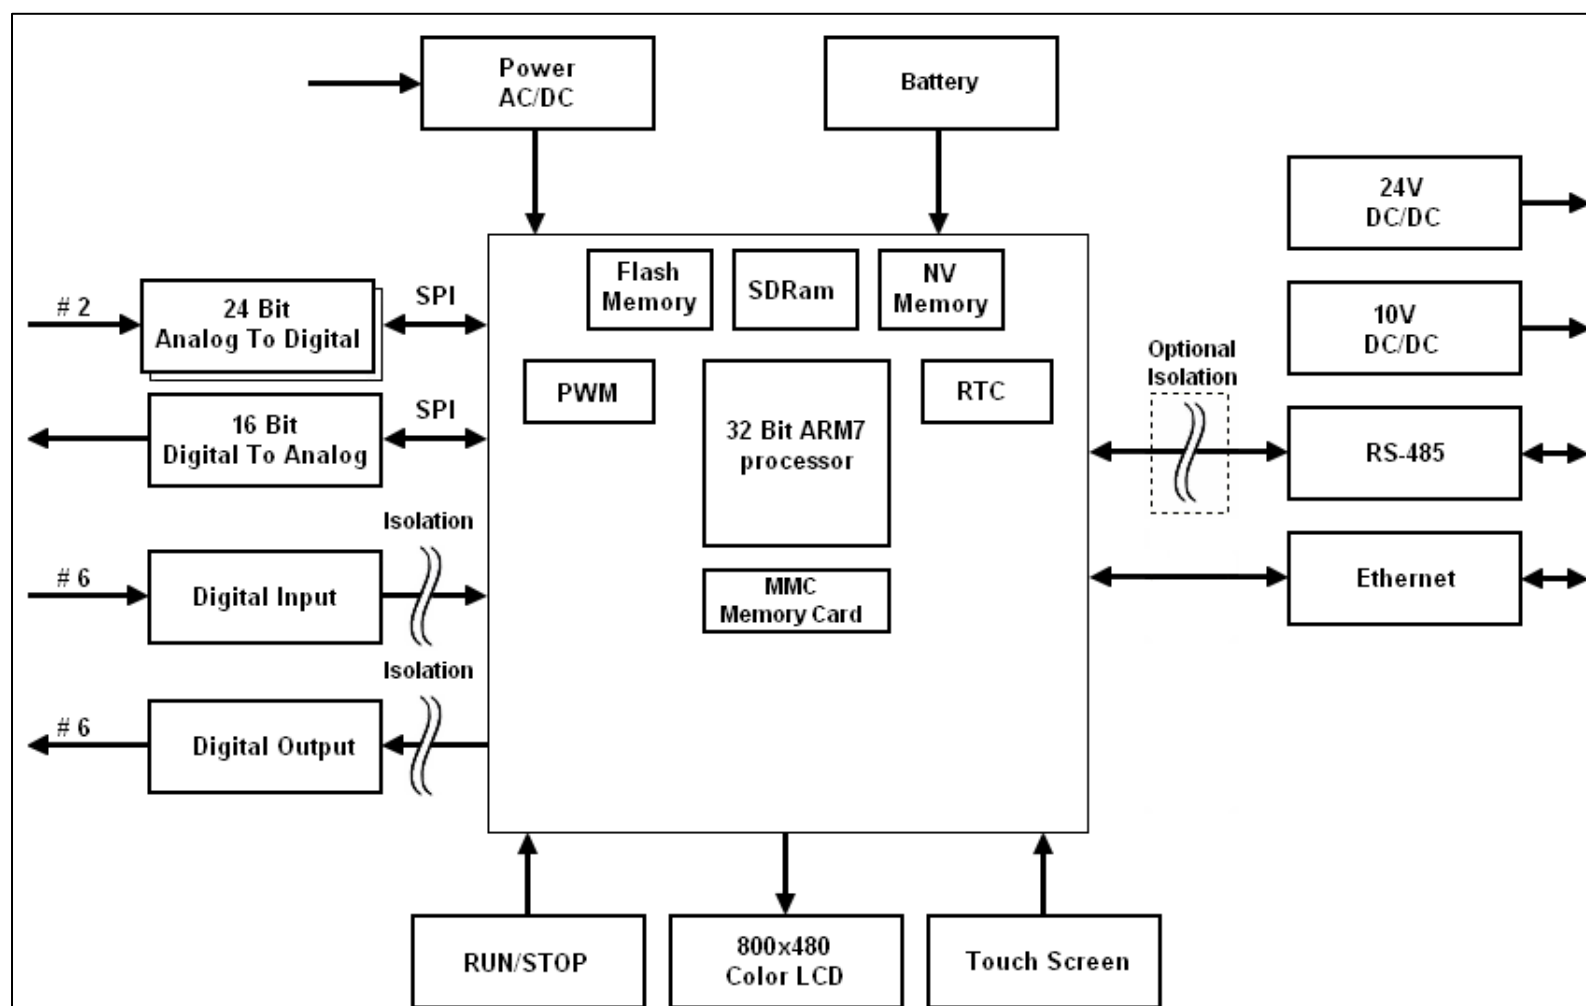 Power
AC/DC
Battery
24V
DC/DC
Flash
Memory
SDRam
NV
Memory
# 2
24 Bit
Analog To Digital
SPI
10V
DC/DC
Optional
Isolation
PWM
RTC
16 Bit
Digital To Analog
SPI
32 Bit ARM7
processor
RS-485
Isolation
# 6
Digital Input
MMC
Memory Card
Ethernet
Isolation
# 6
Digital Output
RUN/STOP
800x480
Color LCD
Touch Screen